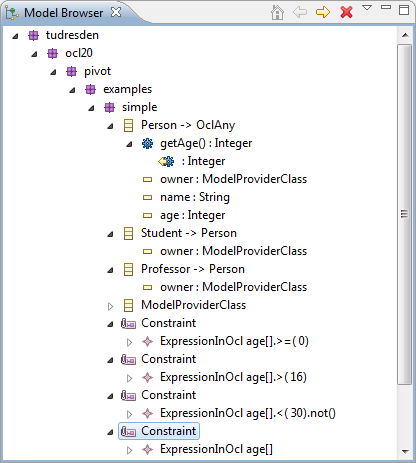 Model Browser
tudresden
ocl20
pivot
examples
simple
Person -> OclAny
getAge() : Integer
: Integer
owner : ModelProviderClass
name : String
age : Integer
Student -> Person
owner : ModelProviderClass
Professor -> Person
owner : ModelProviderClass
ModelProviderClass
Constraint
ExpressionInOcl age[].>=( 0)
Constraint
ExpressionInOcl age[].>( 16)
Constraint
ExpressionInOcl age[].<( 30).not()
Constraint
ExpressionInOcl age[]